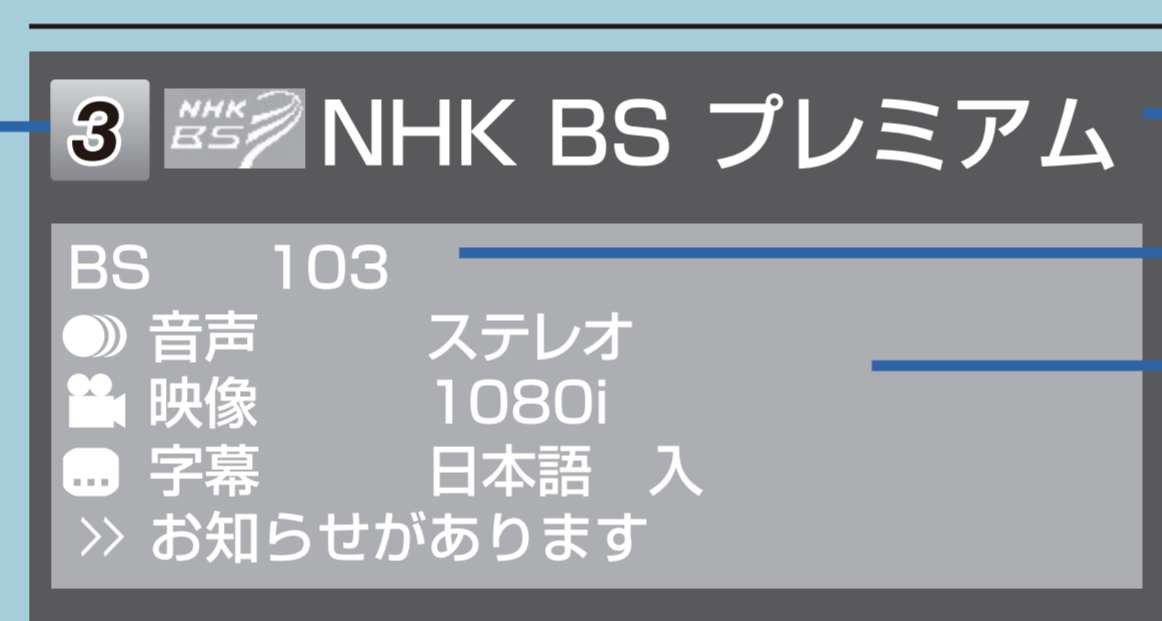 3 NHK BS NHK BS プレミアム
BS 103
音声 ステレオ
映像 1080i
字幕 日本語 入
お知らせがあります